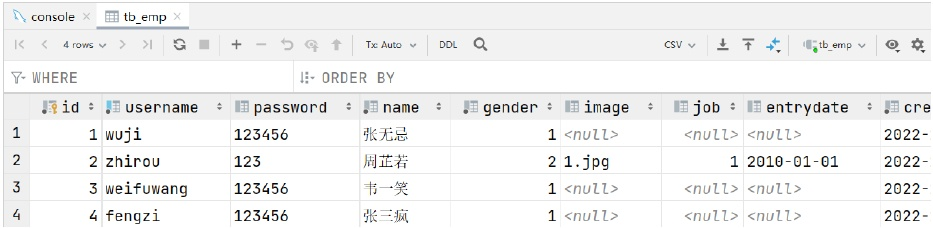 console tb_emp
4 rows Tx: Auto DDL CSV tb_emp
WHERE ORDER BY
id username password name gender image job entrydate cre
1 1 wuji 123456 张无忌 1 <null> <null> <null> 2022-
2 2 zhirou 123 周芷若 2 1.jpg 1 2010-01-01 2022-
3 3 weifuwang 123456 韦一笑 1 <null> <null> <null> 2022-
4 4 fengzi 123456 张三疯 1 <null> <null> <null> 2022-